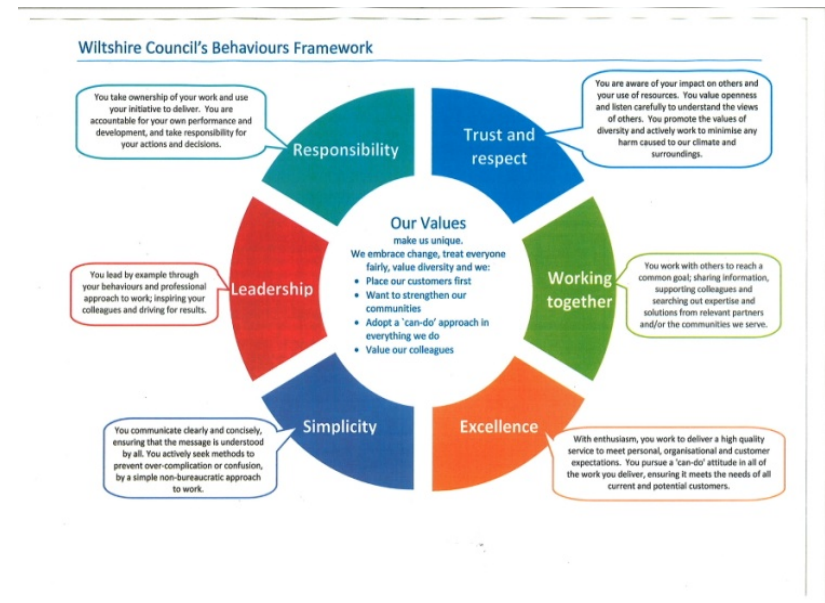 Wiltshire Council's Behaviours Framework
You take ownership of your work and use
your initiative to deliver. You are
accountable for your own performance and
development, and take responsibility for
your actions and decisions.
Responsibility
Trust and
respect
You are aware of your impact on others and
your use of resources. You value openness
and listen carefully to understand the views
of others. You promote the values of
diversity and actively work to minimise any
harm caused to our climate and
surroundings.
You lead by example through
your behaviours and professional
approach to work; inspiring your
colleagues and driving for results.
Leadership
Our Values
make us unique.
We embrace change, treat everyone
fairly, value diversity and we:
• Place our customers first
• Want to strengthen our
communities
• Adopt a `can-do' approach in
everything we do
• Value our colleagues
Working
together
You work with others to reach a
common goal; sharing information,
supporting colleagues and
searching out expertise and
solutions from relevant partners
and/or the communities we serve.
You communicate clearly and concisely,
ensuring that the message is understood
by all. You actively seek methods to
prevent over-complication or confusion,
by a simple non-bureaucratic approach
to work.
Simplicity
Excellence
With enthusiasm, you work to deliver a high quality
service to meet personal, organisational and customer
expectations. You pursue a 'can-do' attitude in all of
the work you deliver, ensuring it meets the needs of all
current and potential customers.